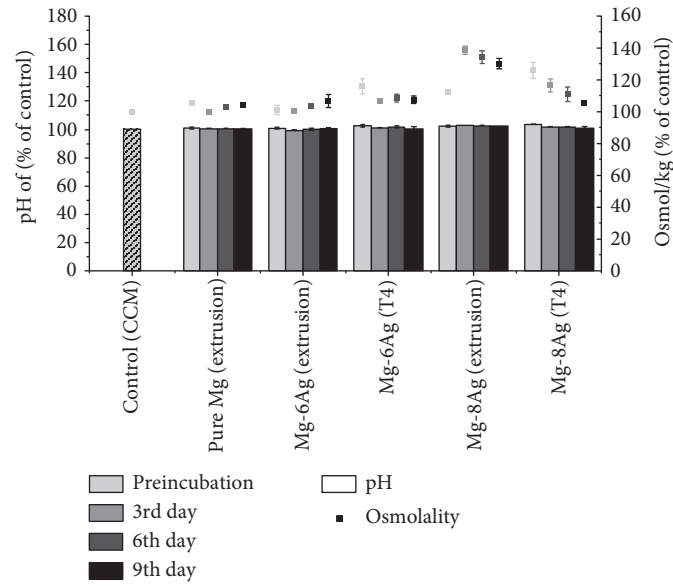 pH of (% of control)
180
160
140
120
100
80
60
40
20
0
160
140
120
100
80
60
40
20
0
Osmol/kg (% of control)
Control (CCM)
Pure Mg (extrusion)
Mg-6Ag (extrusion)
Mg-6Ag (T4)
Mg-8Ag (extrusion)
Mg-8Ag (T4)
Preincubation
3rd day
6th day
9th day
pH
Osmolality